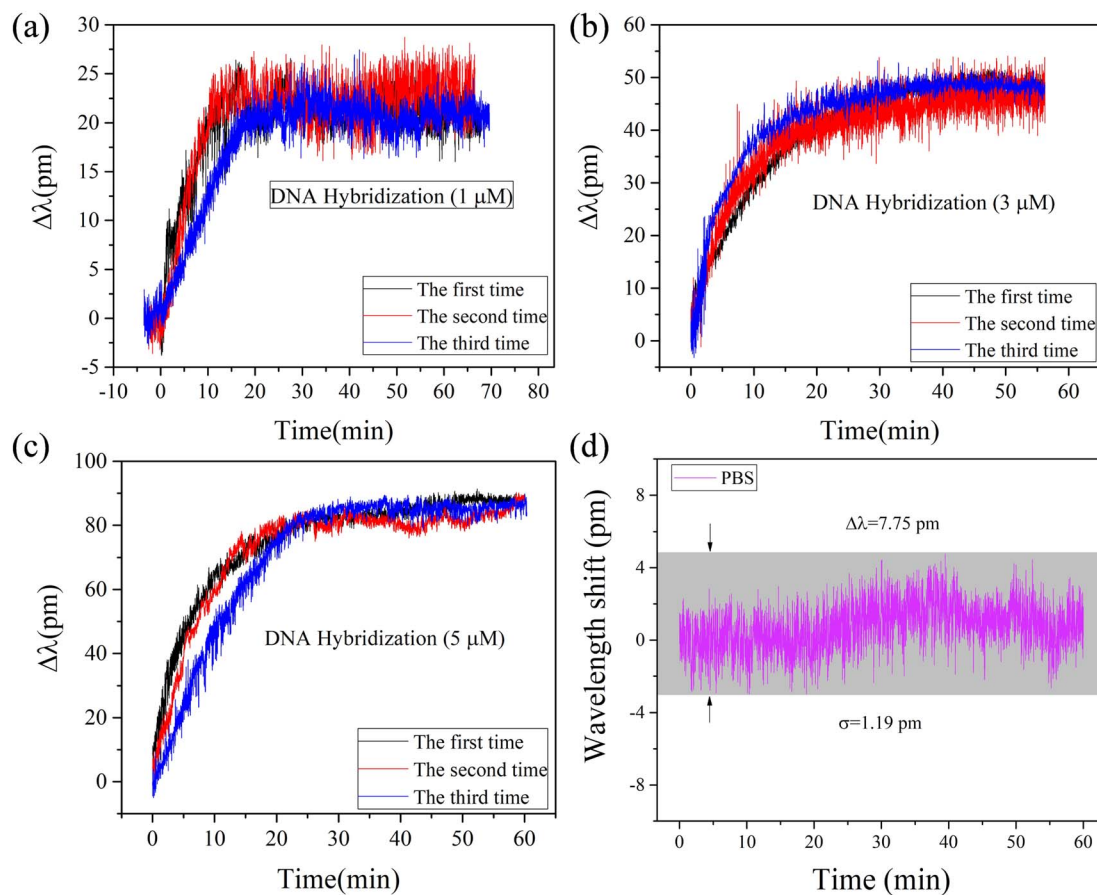 (a)
30
25
20
15
10
5
0
-5
Δλ(pm)
DNA Hybridization (1 μM)
The first time
The second time
The third time
-10 0 10 20 30 40 50 60 70 80
Time(min)
(b)
60
50
40
30
20
10
0
Δλ(pm)
DNA Hybridization (3 μM)
The first time
The second time
The third time
0 10 20 30 40 50 60
Time(min)
(c)
100
80
60
40
20
0
Δλ(pm)
DNA Hybridization (5 μM)
The first time
The second time
The third time
0 10 20 30 40 50 60
Time(min)
(d)
8
4
0
-4
-8
Wavelength shift (pm)
PBS
Δλ=7.75 pm
σ=1.19 pm
0 10 20 30 40 50 60
Time (min)